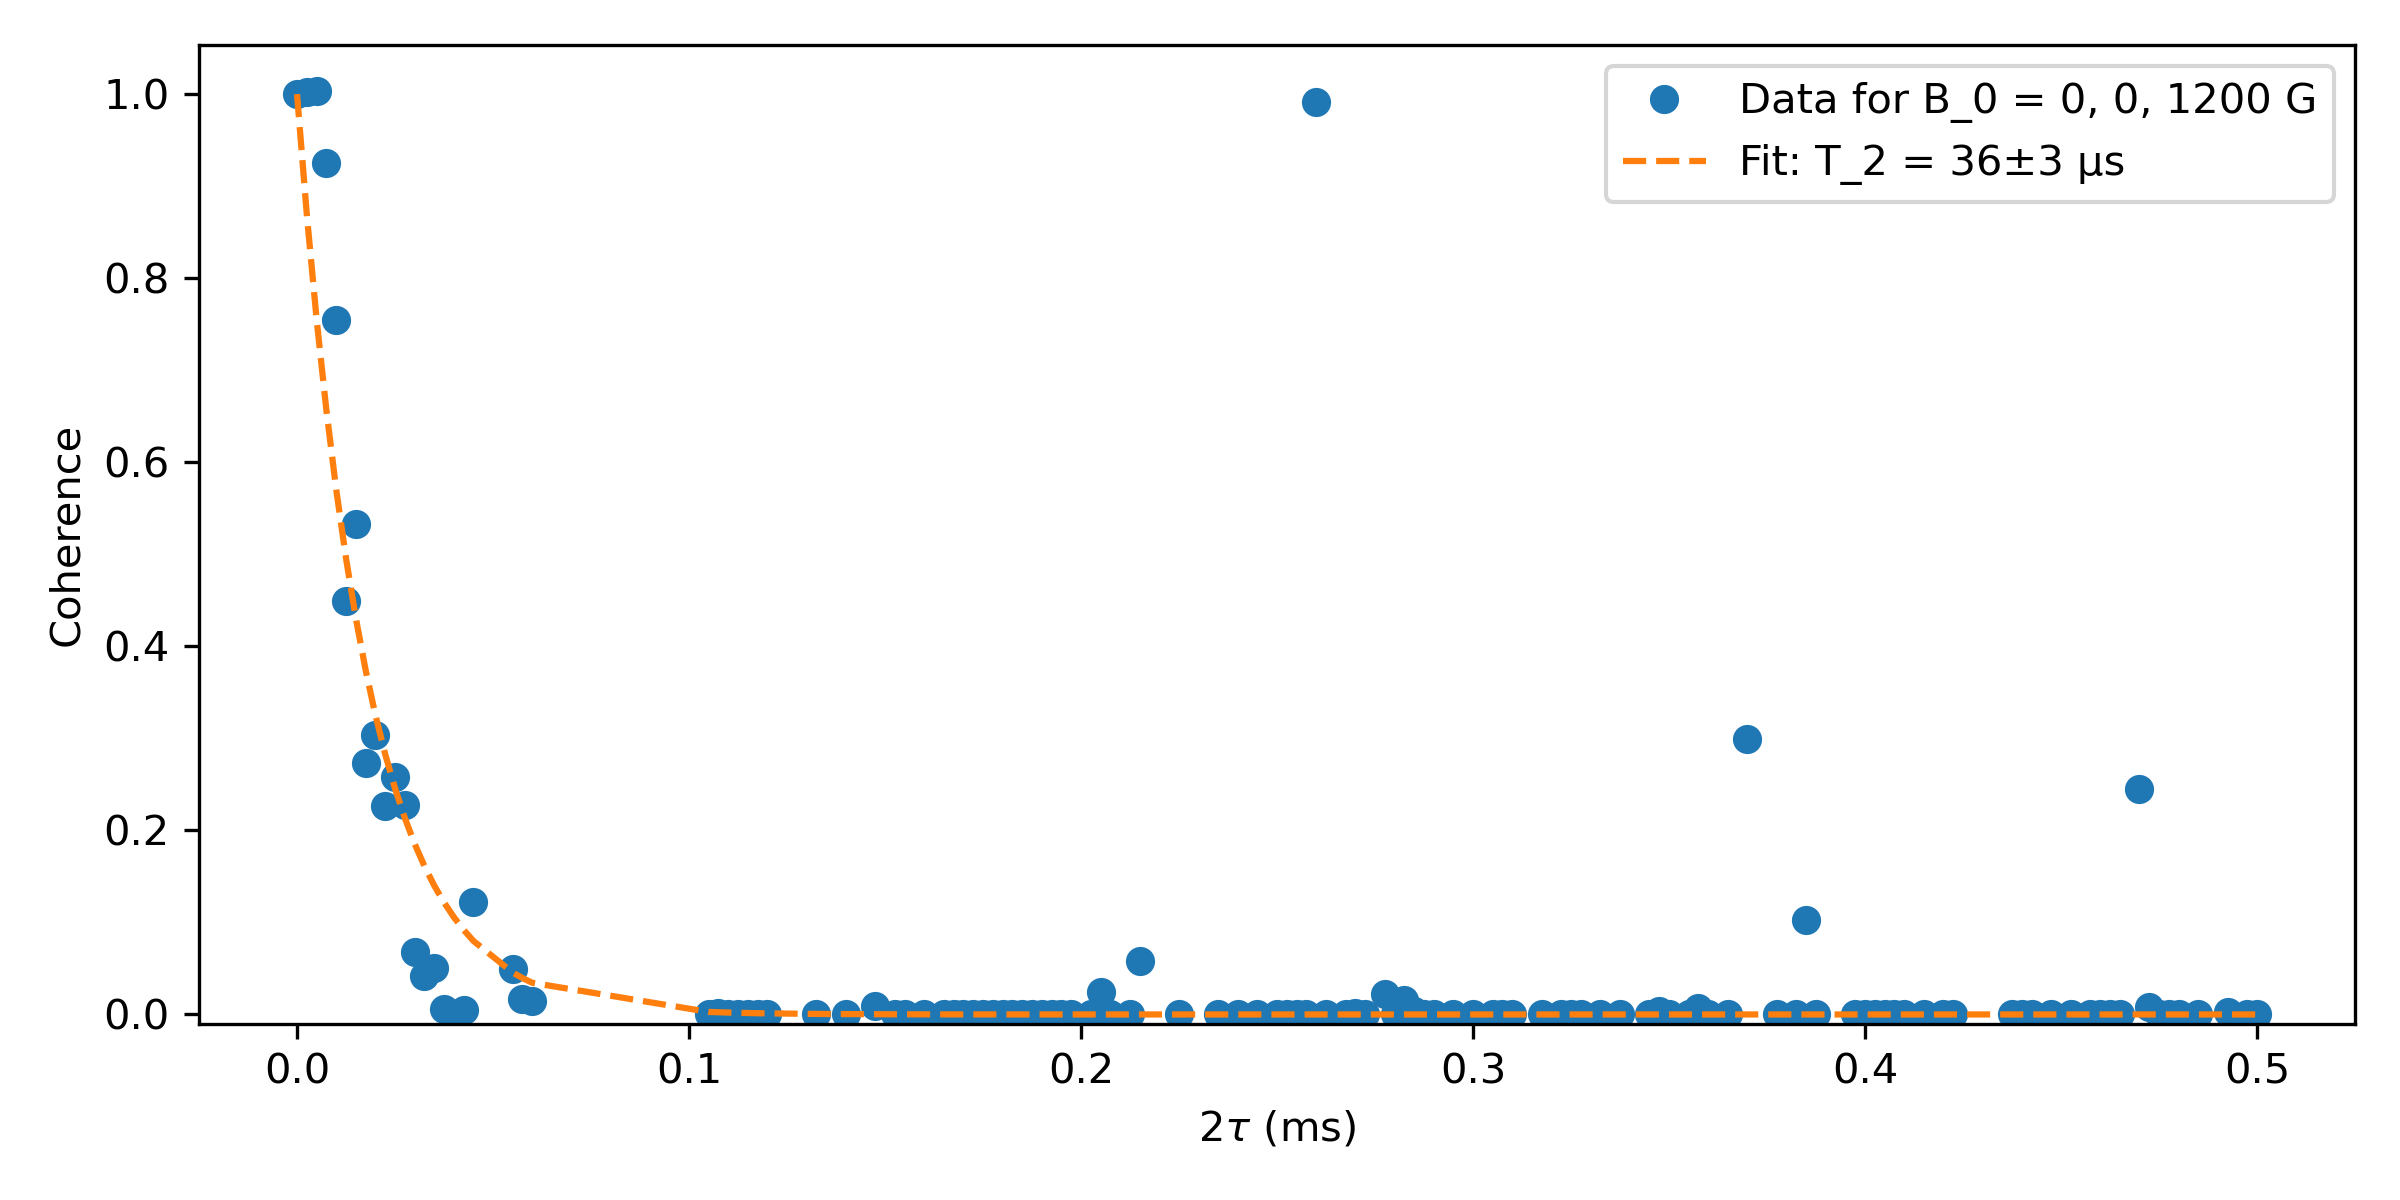 Data for B_0 = 0, 0, 1200 G
Fit: T_2 = 36±3 μs
1.0
0.8
0.6
0.4
0.2
0.0
Coherence
0.0 0.1 0.2 0.3 0.4 0.5
2τ (ms)